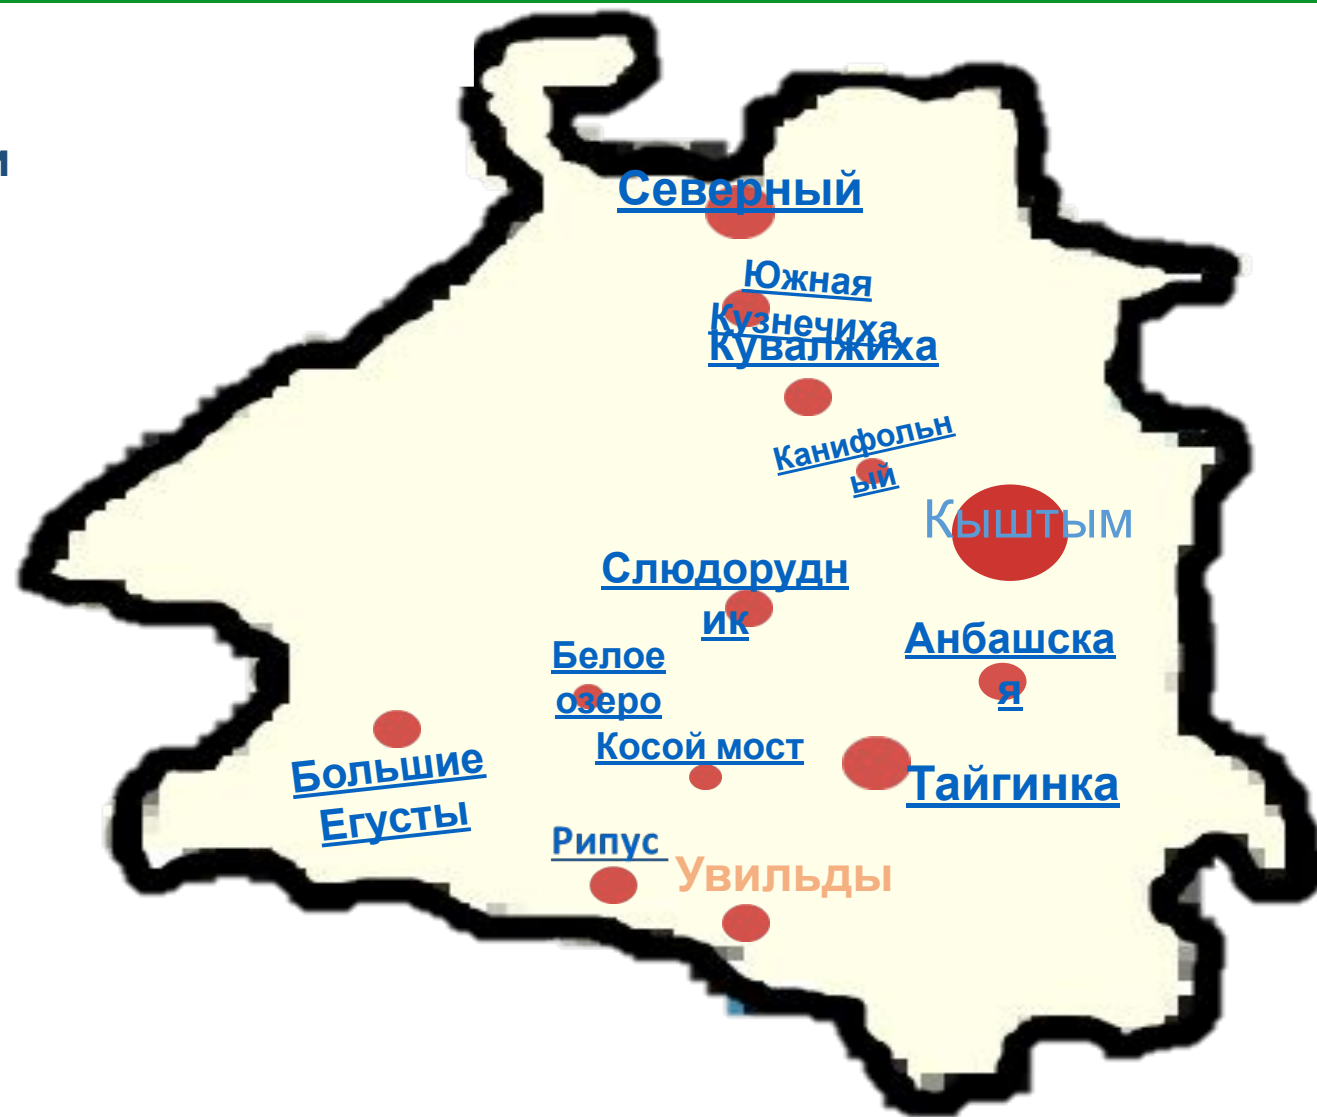 и
Северный
Южная
Кузнечиха
Кувалжиха
Канифольн
ый
Кыштым
Слюдорудн
ик
Анбашска
я
Белое
озеро
Косой мост
Большие
Егусты
Тайгинка
Рипус
Увильды